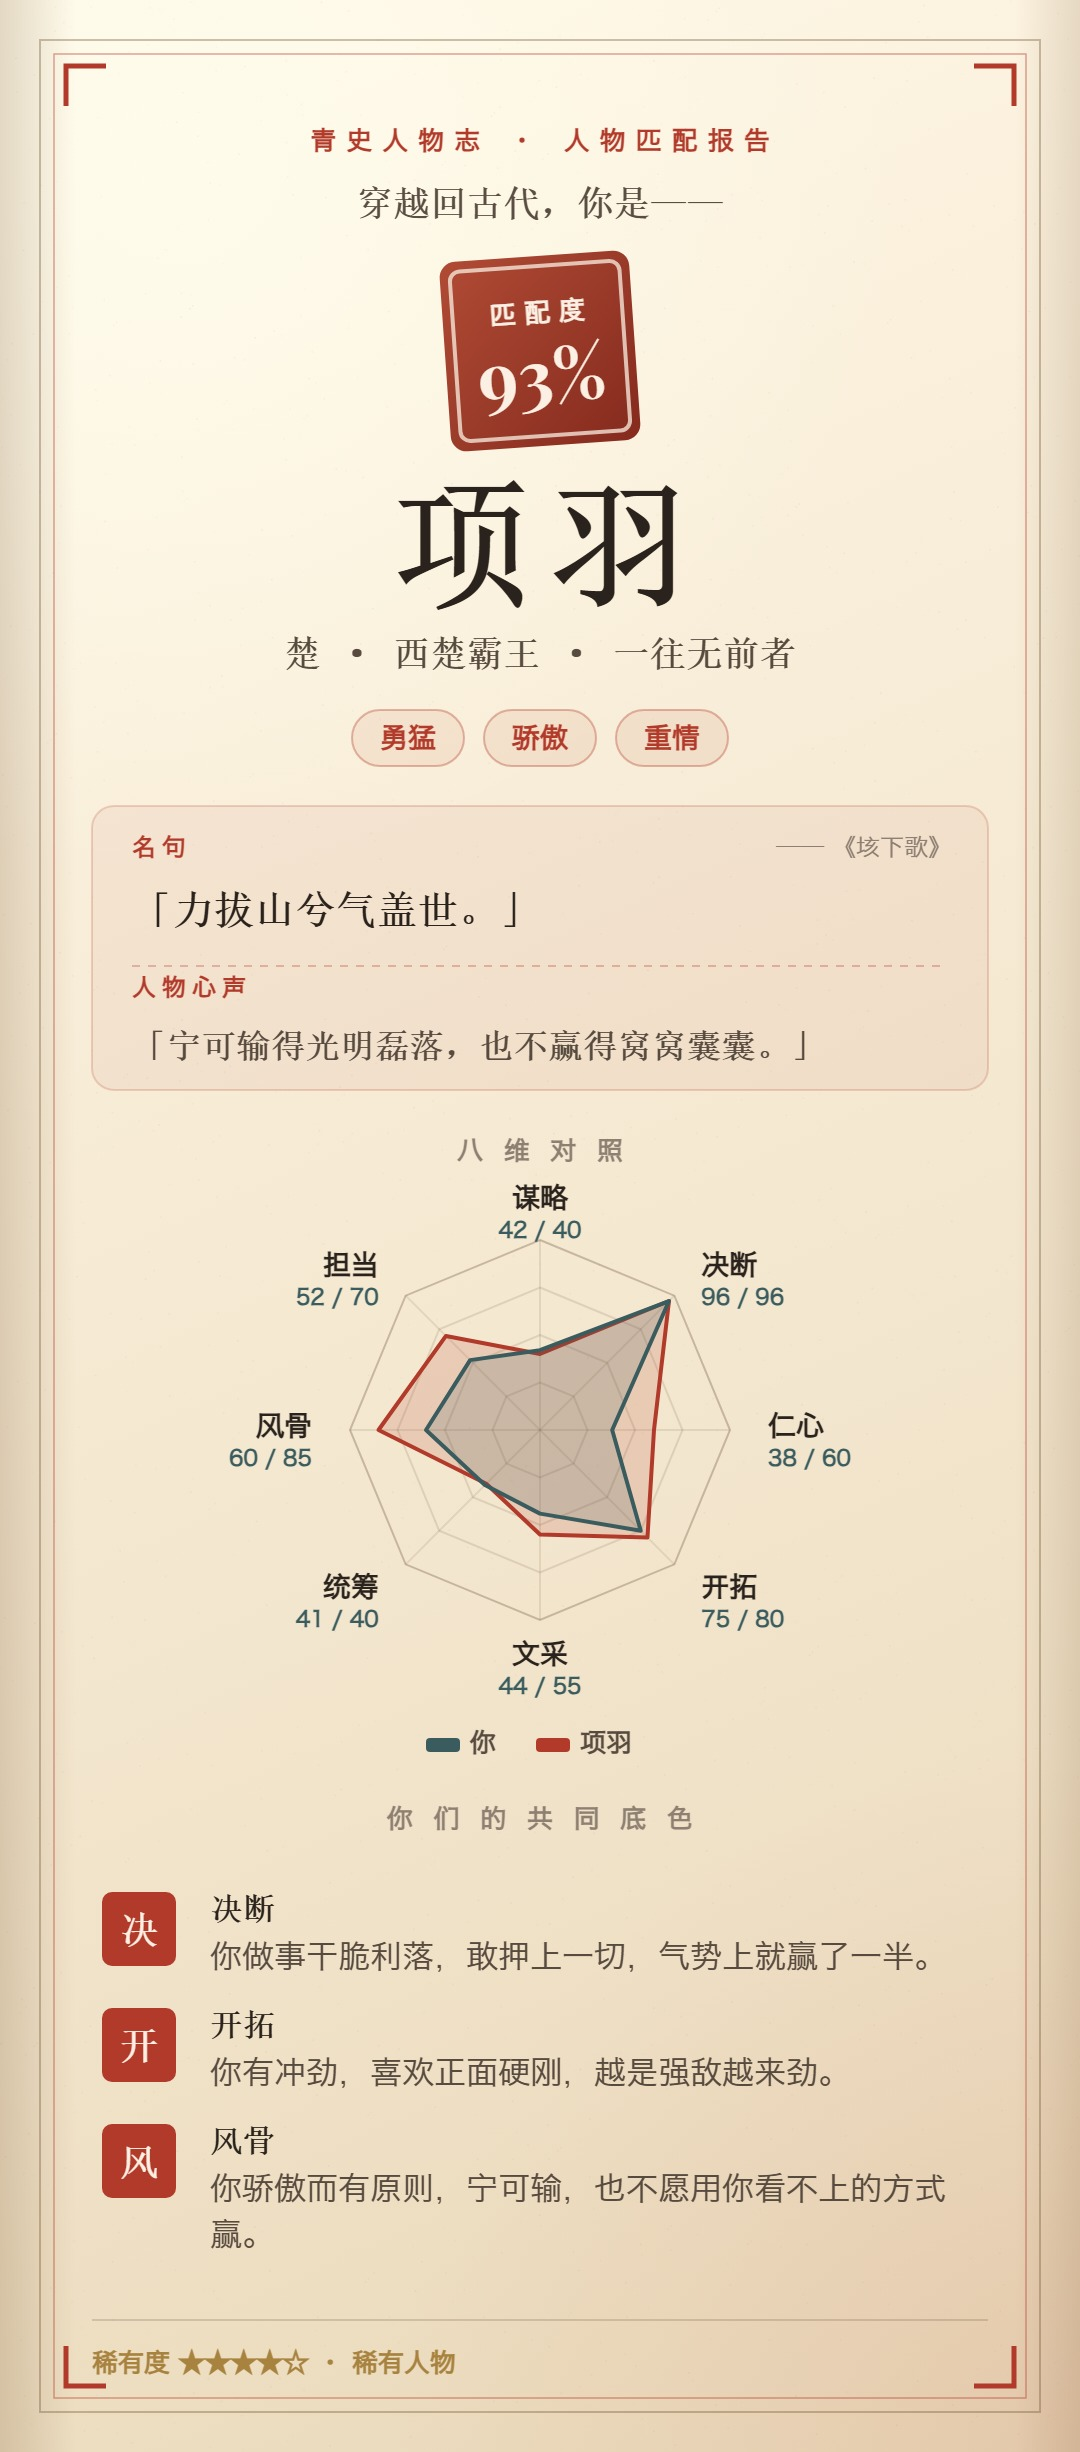 青史人物志 · 人物匹配报告
穿越回古代，你是——
匹配度
93%
项羽
楚 · 西楚霸王 · 一往无前者
勇猛 骄傲 重情
名句 —— 《垓下歌》
「力拔山兮气盖世。」
人物心声
「宁可输得光明磊落，也不赢得窝窝囊囊。」
八维对照
谋略
42 / 40
担当
52 / 70
决断
96 / 96
风骨
60 / 85
仁心
38 / 60
统筹
41 / 40
开拓
75 / 80
文采
44 / 55
你 项羽
你们的共同底色
决
决断
你做事干脆利落，敢押上一切，气势上就赢了一半。
开
开拓
你有冲劲，喜欢正面硬刚，越是强敌越来劲。
风
风骨
你骄傲而有原则，宁可输，也不愿用你看不上的方式
赢。
稀有度 ★★★★☆ · 稀有人物